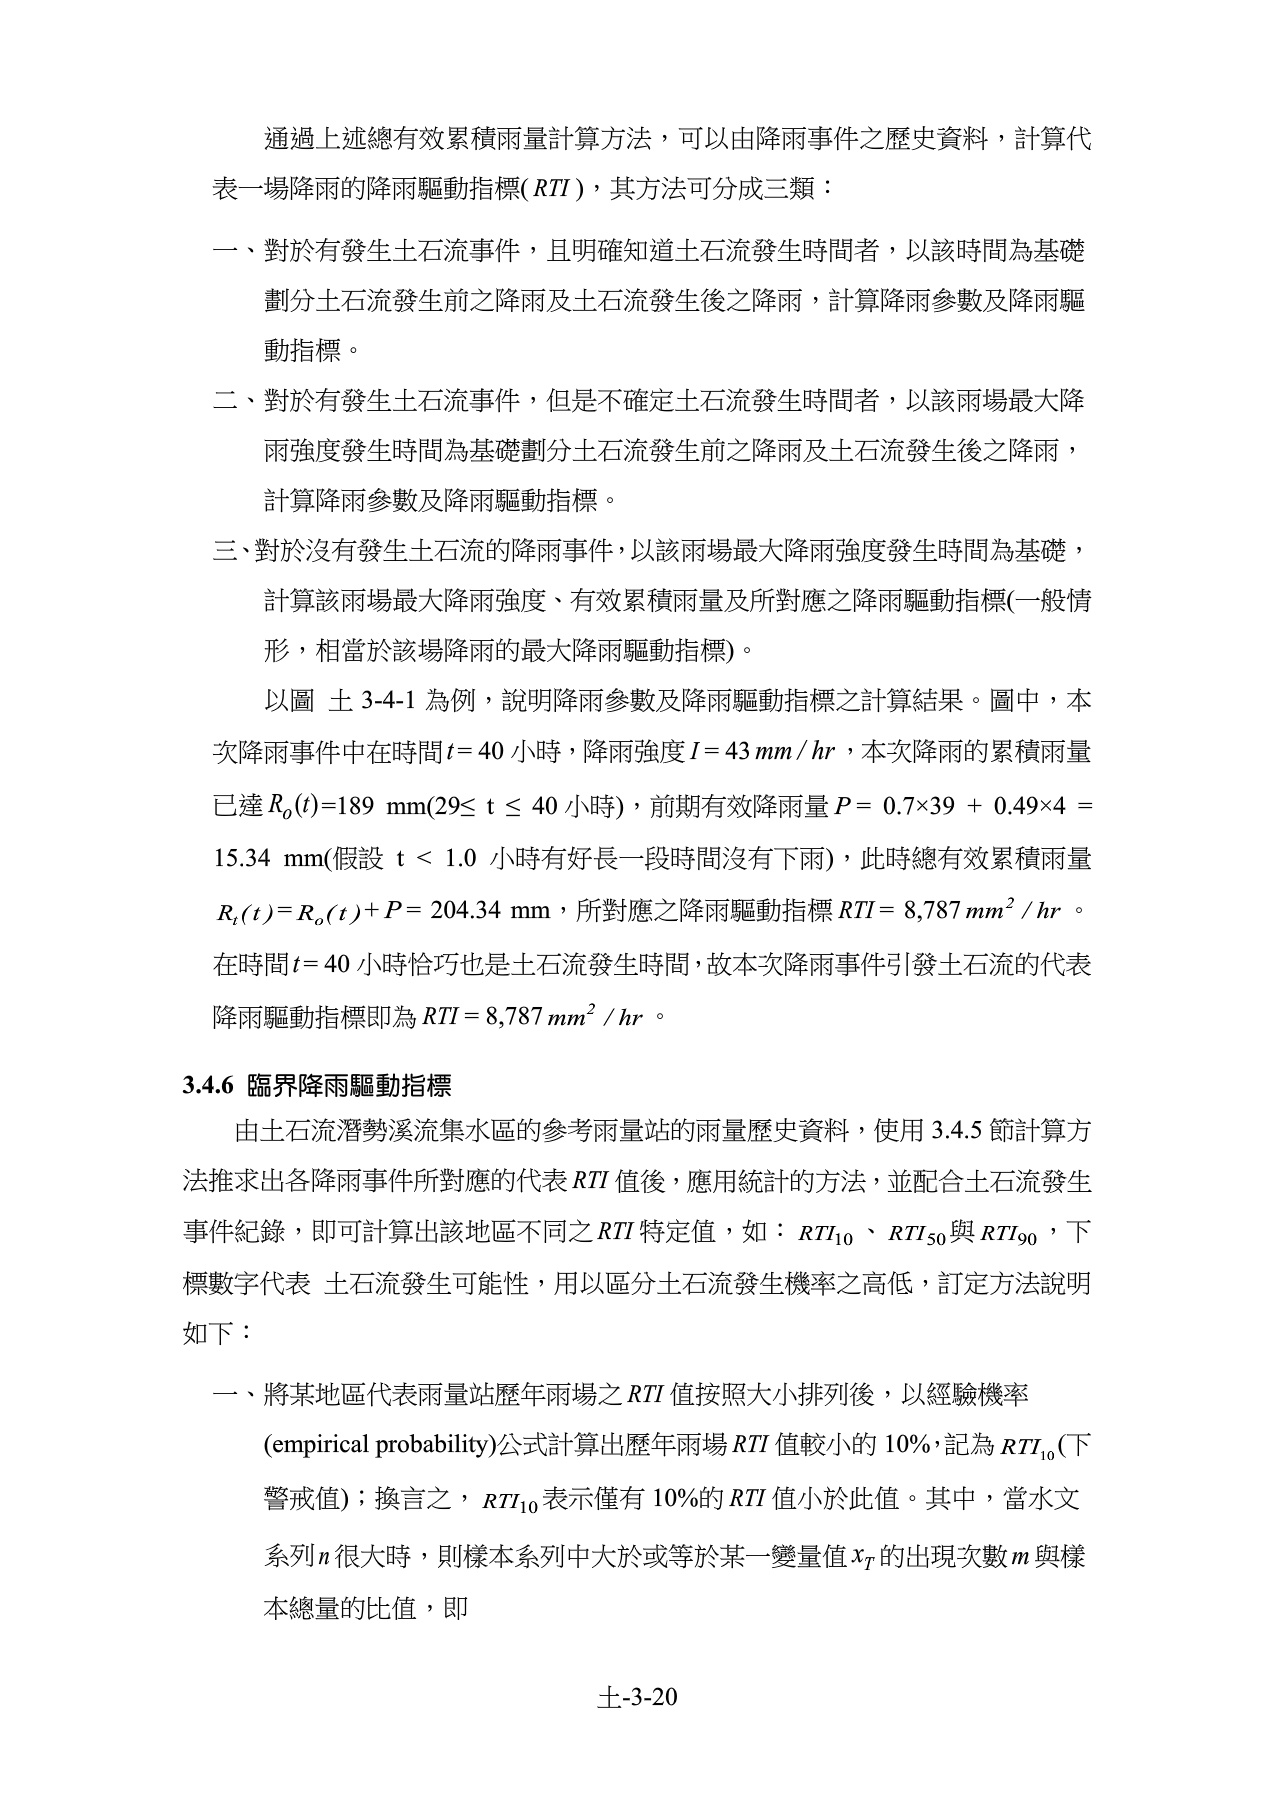 通過上述總有效累積雨量計算方法，可以由降雨事件之歷史資料，計算代
表一場降雨的降雨驅動指標(RTI)，其方法可分成三類：
一、對於有發生土石流事件，且明確知道土石流發生時間者，以該時間為基礎
劃分土石流發生前之降雨及土石流發生後之降雨，計算降雨參數及降雨驅
動指標。
二、對於有發生土石流事件，但是不確定土石流發生時間者，以該雨場最大降
雨強度發生時間為基礎劃分土石流發生前之降雨及土石流發生後之降雨，
計算降雨參數及降雨驅動指標。
三、對於沒有發生土石流的降雨事件，以該雨場最大降雨強度發生時間為基礎，
計算該雨場最大降雨強度、有效累積雨量及所對應之降雨驅動指標(一般情
形，相當於該場降雨的最大降雨驅動指標)。
以圖 土 3-4-1 為例，說明降雨參數及降雨驅動指標之計算結果。圖中，本
次降雨事件中在時間 t = 40 小時，降雨強度 I = 43 mm / hr，本次降雨的累積雨量
已達 Rₒ(t)=189 mm(29≤ t ≤ 40 小時)，前期有效降雨量 P = 0.7×39 + 0.49×4 =
15.34 mm(假設 t < 1.0 小時有好長一段時間沒有下雨)，此時總有效累積雨量
Rₜ(t)=Rₒ(t)+P = 204.34 mm，所對應之降雨驅動指標 RTI = 8,787 mm² / hr 。
在時間 t = 40 小時恰巧也是土石流發生時間，故本次降雨事件引發土石流的代表
降雨驅動指標即為 RTI = 8,787 mm² / hr 。
3.4.6 臨界降雨驅動指標
由土石流潛勢溪流集水區的參考雨量站的雨量歷史資料，使用 3.4.5 節計算方
法推求出各降雨事件所對應的代表 RTI 值後，應用統計的方法，並配合土石流發生
事件紀錄，即可計算出該地區不同之 RTI 特定值，如： RTI₁₀ 、 RTI₅₀ 與 RTI₉₀ ，下
標數字代表 土石流發生可能性，用以區分土石流發生機率之高低，訂定方法說明
如下：
一、將某地區代表雨量站歷年雨場之 RTI 值按照大小排列後，以經驗機率
(empirical probability)公式計算出歷年雨場 RTI 值較小的 10%，記為 RTI₁₀ (下
警戒值)；換言之， RTI₁₀ 表示僅有 10%的 RTI 值小於此值。其中，當水文
系列 n 很大時，則樣本系列中大於或等於某一變量值 x_T 的出現次數 m 與樣
本總量的比值，即
土-3-20